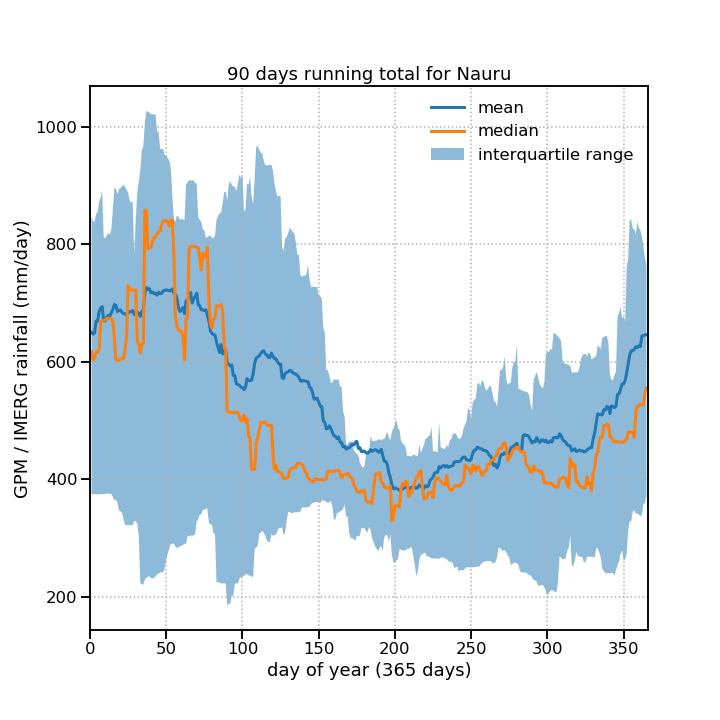 90 days running total for Nauru
mean
median
interquartile range
GPM / IMERG rainfall (mm/day)
1000
800
600
400
200
0 50 100 150 200 250 300 350
day of year (365 days)